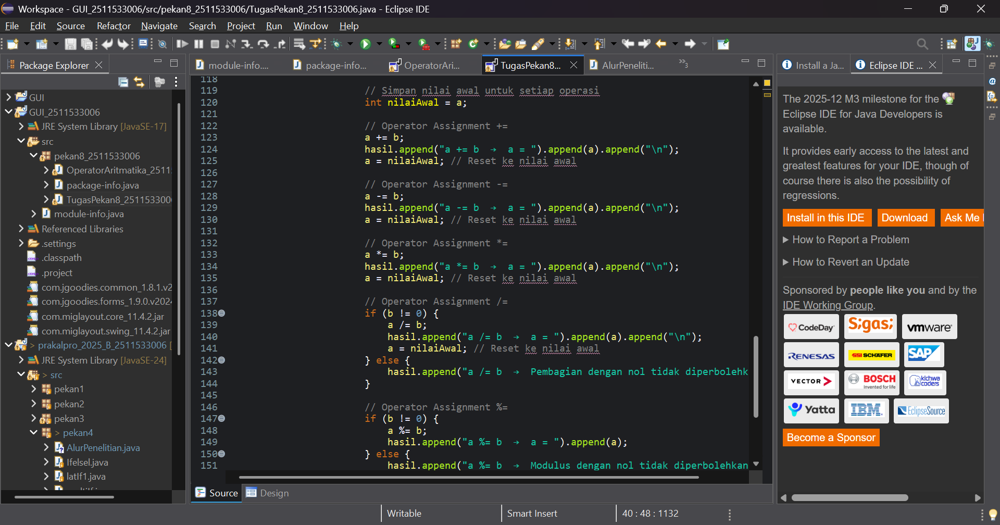 Workspace - GUI_2511533006/src/pekan8_2511533006/TugasPekan8_2511533006.java - Eclipse IDE
File Edit Source Refactor Navigate Search Project Run Window Help
Package Explorer
GUI
GUI_2511533006
JRE System Library [JavaSE-17]
src
pekan8_2511533006
OperatorAritmatika_2511
package-info.java
TugasPekan8_251153300
module-info.java
Referenced Libraries
.settings
.classpath
.project
com.jgoodies.common_1.8.1.v2
com.jgoodies.forms_1.9.0.v202
com.miglayout.core_11.4.2.jar
com.miglayout.swing_11.4.2.jar
> prakalpro_2025_B_2511533006 [
JRE System Library [JavaSE-24]
> src
pekan1
pekan2
pekan3
> pekan4
AlurPenelitian.java
Ifelsel.java
latIf1.java
module-info.... package-info... OperatorAri... TugasPekan8... AlurPeneliti... »3
118
119 // Simpan nilai awal untuk setiap operasi
120 int nilaiAwal = a;
121
122 // Operator Assignment +=
123 a += b;
124 hasil.append("a += b → a = ").append(a).append("\n");
125 a = nilaiAwal; // Reset ke nilai awal
126
127 // Operator Assignment -=
128 a -= b;
129 hasil.append("a -= b → a = ").append(a).append("\n");
130 a = nilaiAwal; // Reset ke nilai awal
131
132 // Operator Assignment *=
133 a *= b;
134 hasil.append("a *= b → a = ").append(a).append("\n");
135 a = nilaiAwal; // Reset ke nilai awal
136
137 // Operator Assignment /=
138 if (b != 0) {
139 a /= b;
140 hasil.append("a /= b → a = ").append(a).append("\n");
141 a = nilaiAwal; // Reset ke nilai awal
142 } else {
143 hasil.append("a /= b → Pembagian dengan nol tidak diperbolehk
144 }
145
146 // Operator Assignment %=
147 if (b != 0) {
148 a %= b;
149 hasil.append("a %= b → a = ").append(a);
150 } else {
151 hasil.append("a %= b → Modulus dengan nol tidak diperbolehkan
Source Design
Install a Ja... Eclipse IDE ...
The 2025-12 M3 milestone for the
Eclipse IDE for Java Developers is
available.
It provides early access to the latest and
greatest features for your IDE, though of
course there is also the possibility of
regressions.
Install in this IDE Download Ask Me
How to Report a Problem
How to Revert an Update
Sponsored by people like you and by the
IDE Working Group.
CodeDay Sigasi vmware
RENESAS SSI SCHÄFER SAP
VECTOR BOSCH Invented for life kichwa coders
Yatta IBM EclipseSource
Become a Sponsor
Writable Smart Insert 40 : 48 : 1132